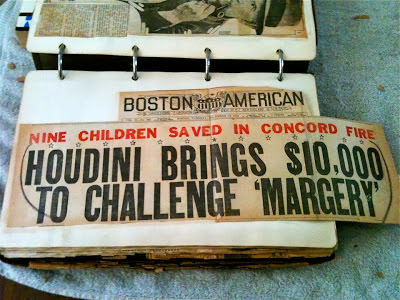 BOSTON AMERICAN
NINE CHILDREN SAVED IN CONCORD FIRE
HOUDINI BRINGS $10,000
TO CHALLENGE 'MARGERY'